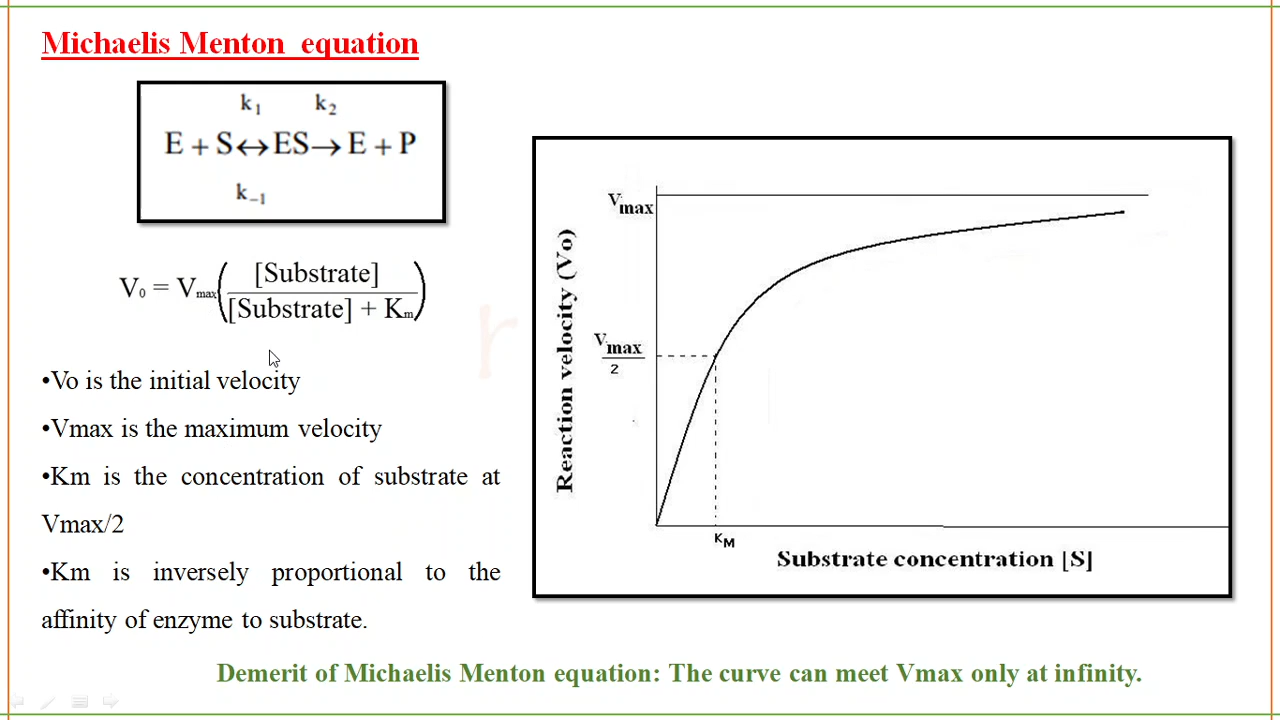 Michaelis Menton equation
k1 k2
E + S↔ES→E + P
k−1
V0 = Vmax( [Substrate]
[Substrate] + Km )
•Vo is the initial velocity
•Vmax is the maximum velocity
•Km is the concentration of substrate at
Vmax/2
•Km is inversely proportional to the
affinity of enzyme to substrate.
Reaction velocity (Vo)
Vmax
Vmax
2
KM
Substrate concentration [S]
Demerit of Michaelis Menton equation: The curve can meet Vmax only at infinity.